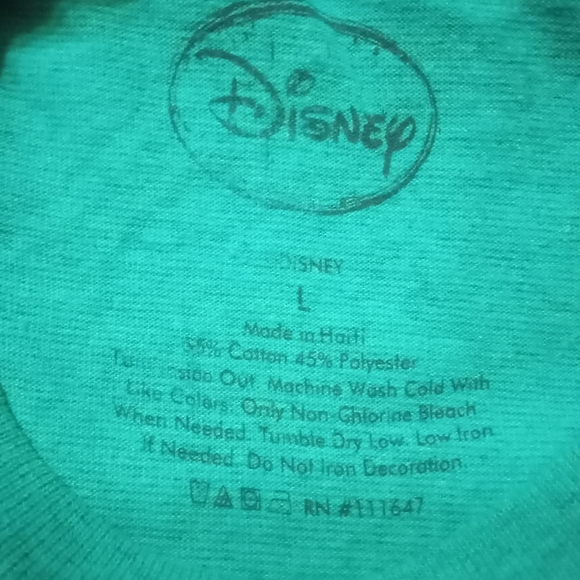 DISNEY
DISNEY
L
Made in Haiti
55% Cotton 45% Polyester
Turn Inside Out. Machine Wash Cold With
Like Colors. Only Non-Chlorine Bleach
When Needed. Tumble Dry Low. Low Iron
If Needed. Do Not Iron Decoration.
RN #111647